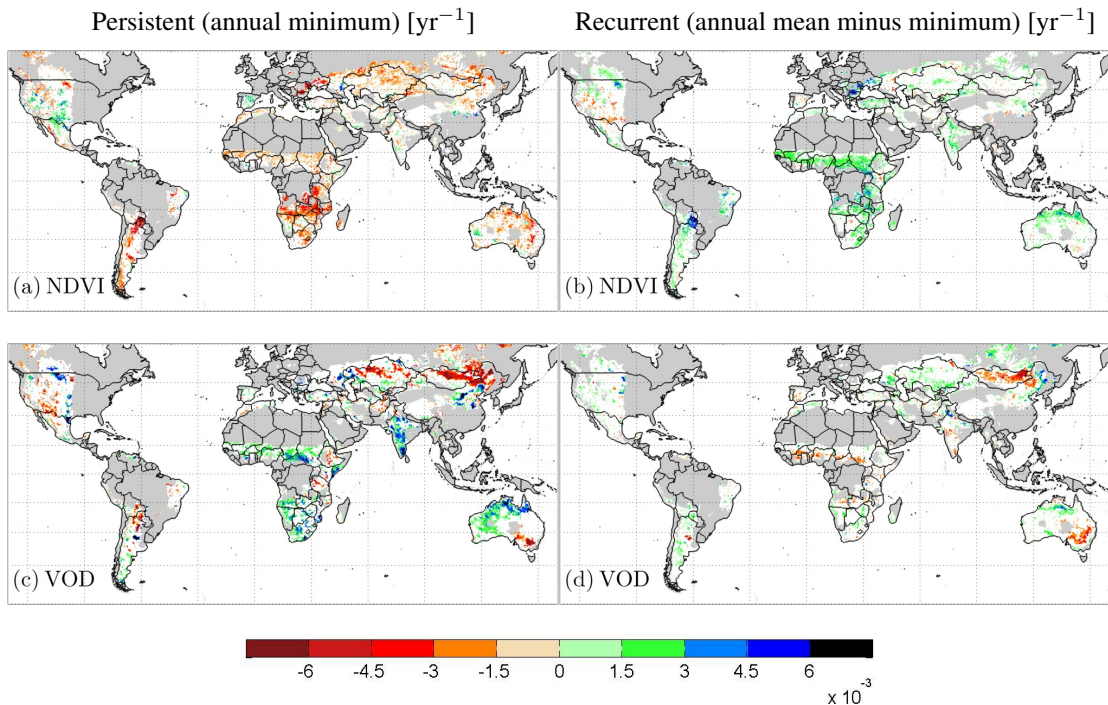 Persistent (annual minimum) [yr⁻¹] Recurrent (annual mean minus minimum) [yr⁻¹]
(a) NDVI (b) NDVI
(c) VOD (d) VOD
-6 -4.5 -3 -1.5 0 1.5 3 4.5 6
x 10⁻³